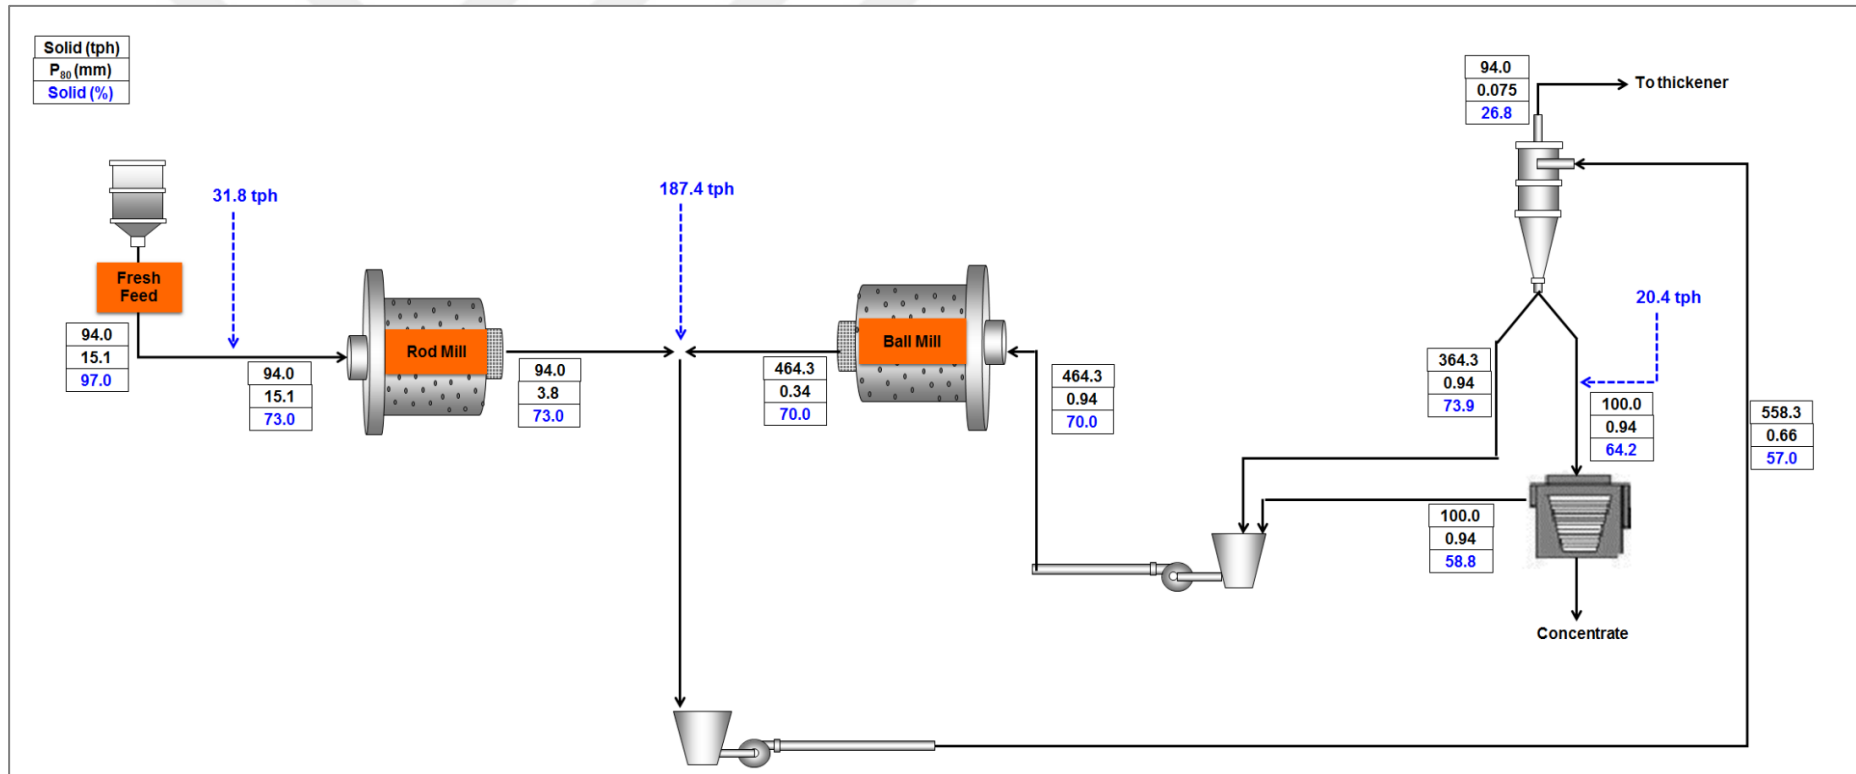 Solid (tph)
P80 (mm)
Solid (%)
94.0
0.075
26.8
To thickener
31.8 tph
187.4 tph
Fresh
Feed
94.0
15.1
97.0
Rod Mill
94.0
15.1
73.0
94.0
3.8
73.0
Ball Mill
464.3
0.34
70.0
464.3
0.94
70.0
20.4 tph
364.3
0.94
73.9
100.0
0.94
64.2
558.3
0.66
57.0
100.0
0.94
58.8
Concentrate